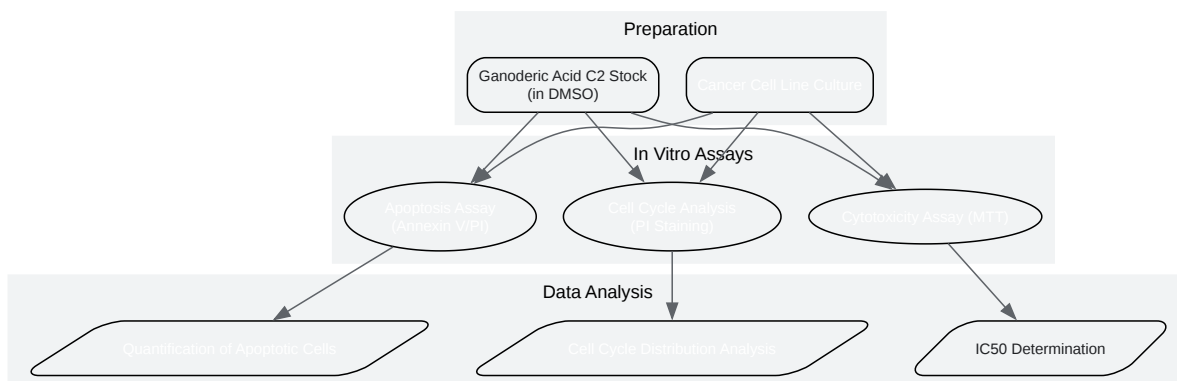 Preparation
Ganoderic Acid C2 Stock
(in DMSO)
Cancer Cell Line Culture
In Vitro Assays
Apoptosis Assay
(Annexin V/PI)
Cell Cycle Analysis
(PI Staining)
Cytotoxicity Assay (MTT)
Data Analysis
Quantification of Apoptotic Cells
Cell Cycle Distribution Analysis
IC50 Determination